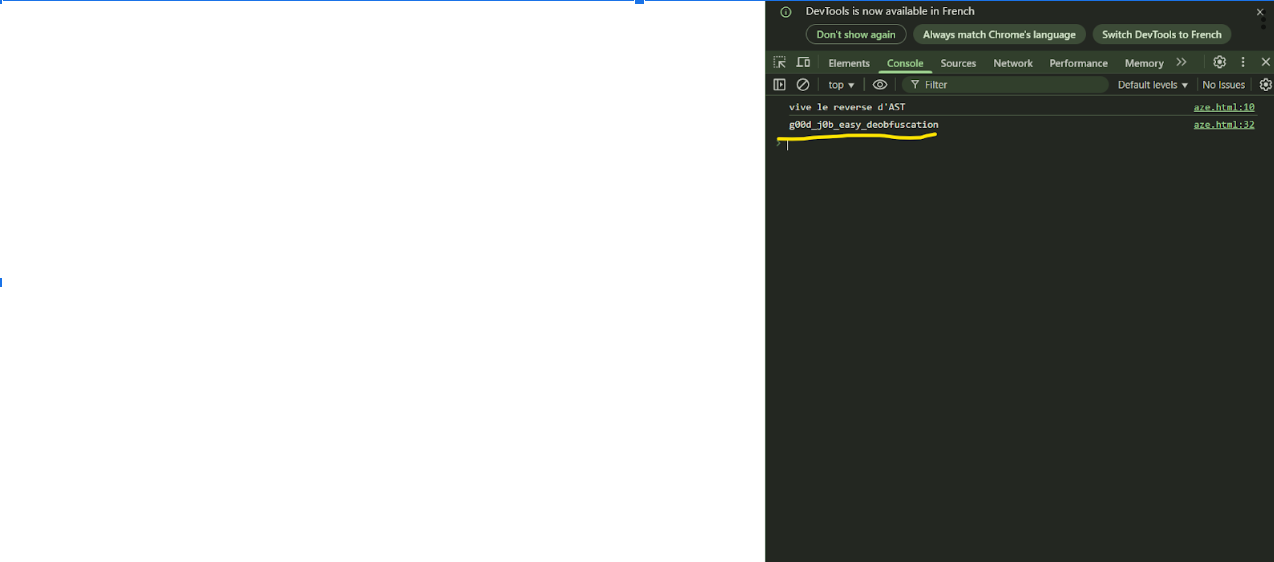 DevTools is now available in French
Don't show again Always match Chrome's language Switch DevTools to French
Elements Console Sources Network Performance Memory
top Filter Default levels No Issues
vive le reverse d'AST aze.html:10
g00d_j0b_easy_deobfuscation aze.html:32